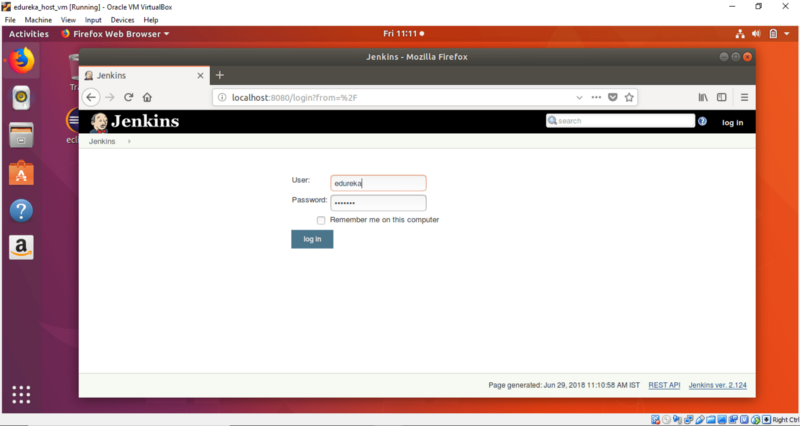 edureka_host_vm [Running] - Oracle VM VirtualBox
File Machine View Input Devices Help
Activities Firefox Web Browser Fri 11:11
Jenkins - Mozilla Firefox
Jenkins
localhost:8080/login?from=%2F
Jenkins search log in
Jenkins
User: edureka
Password: •••••••
Remember me on this computer
log in
Page generated: Jun 29, 2018 11:10:58 AM IST REST API Jenkins ver. 2.124
Right Ctrl